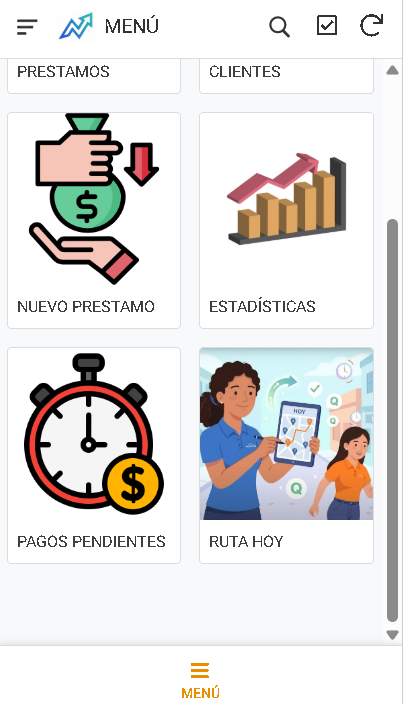 MENÚ
PRESTAMOS
CLIENTES
$
NUEVO PRESTAMO
ESTADÍSTICAS
$
HOY
Q
Q
Q
PAGOS PENDIENTES
RUTA HOY
MENÚ